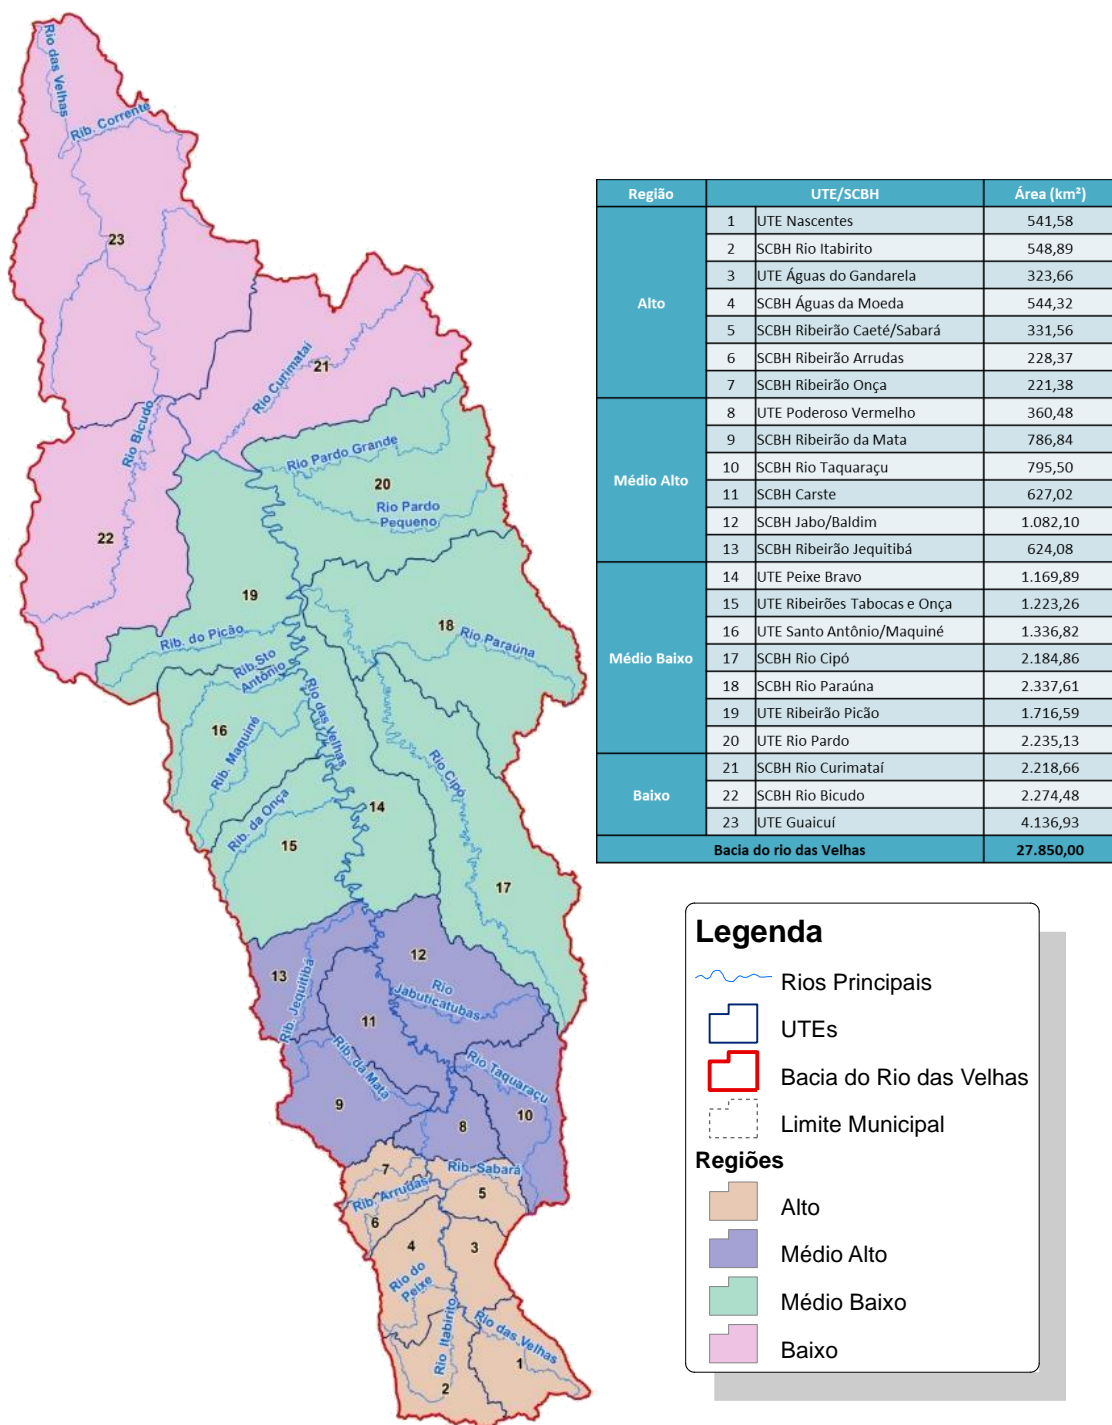 Rio das Velhas
Rib. Corrente
23
21
Rio Curimataí
Rio Bicudo
Rio Pardo Grande
20
Rio Pardo
Pequeno
22
19
18
Rib. do Picão
Rio Paraúna
Rib. Sto
Antônio
Rio das Velhas
16
Rib. Maquiné
Rio Cipó
14
Rib. da Onça
15
17
12
13
Rib. Jequitibá
Rio
Jabuticatubas
11
Rib. da Mata
Rio Taquaraçu
9
10
8
7
Rib. Sabará
Rib. Arrudas
5
6
4
3
Rio do
Peixe
Rio Itabirito
Rio das Velhas
1
2
Região UTE/SCBH Área (km²)
Alto
1 UTE Nascentes 541,58
2 SCBH Rio Itabirito 548,89
3 UTE Águas do Gandarela 323,66
4 SCBH Águas da Moeda 544,32
5 SCBH Ribeirão Caeté/Sabará 331,56
6 SCBH Ribeirão Arrudas 228,37
7 SCBH Ribeirão Onça 221,38
Médio Alto
8 UTE Poderoso Vermelho 360,48
9 SCBH Ribeirão da Mata 786,84
10 SCBH Rio Taquaraçu 795,50
11 SCBH Carste 627,02
12 SCBH Jabo/Baldim 1.082,10
13 SCBH Ribeirão Jequitibá 624,08
Médio Baixo
14 UTE Peixe Bravo 1.169,89
15 UTE Ribeirões Tabocas e Onça 1.223,26
16 UTE Santo Antônio/Maquiné 1.336,82
17 SCBH Rio Cipó 2.184,86
18 SCBH Rio Paraúna 2.337,61
19 UTE Ribeirão Picão 1.716,59
20 UTE Rio Pardo 2.235,13
Baixo
21 SCBH Rio Curimataí 2.218,66
22 SCBH Rio Bicudo 2.274,48
23 UTE Guaicuí 4.136,93
Bacia do rio das Velhas 27.850,00
Legenda
Rios Principais
UTEs
Bacia do Rio das Velhas
Limite Municipal
Regiões
Alto
Médio Alto
Médio Baixo
Baixo